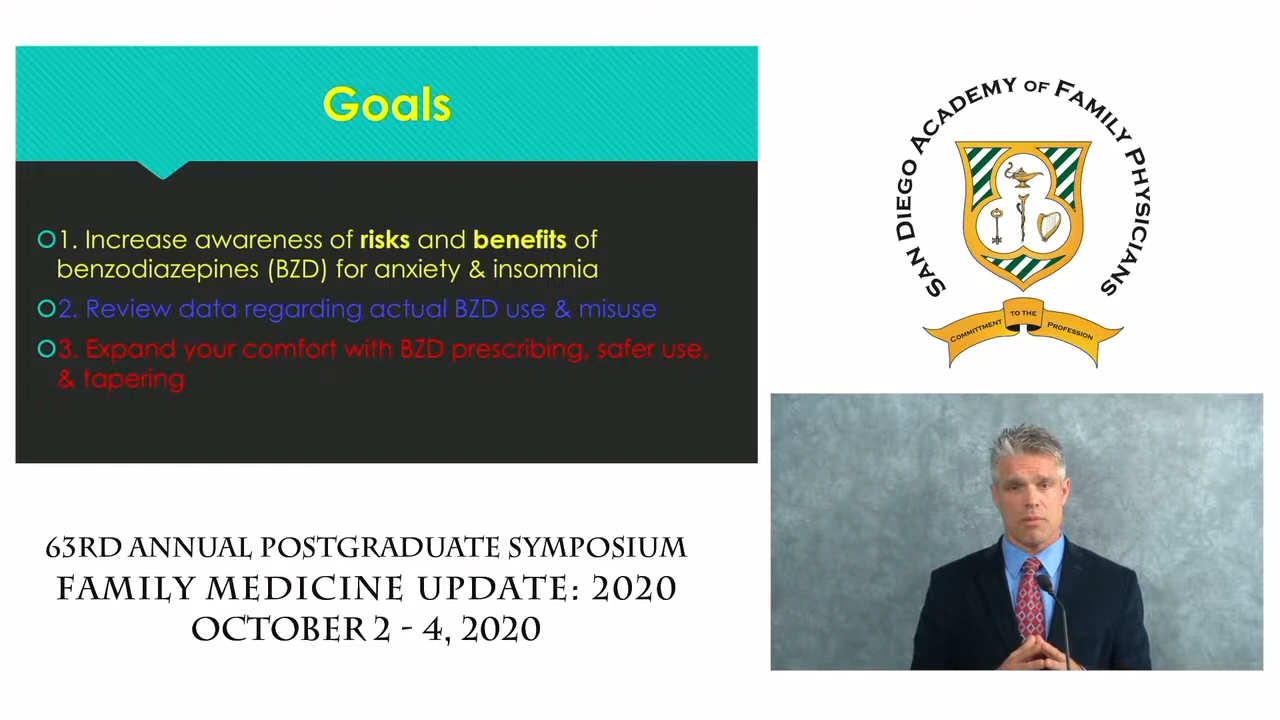 Goals
1. Increase awareness of risks and benefits of
benzodiazepines (BZD) for anxiety & insomnia
2. Review data regarding actual BZD use & misuse
3. Expand your comfort with BZD prescribing, safer use,
& tapering
SAN DIEGO ACADEMY OF FAMILY PHYSICIANS
COMMITTMENT TO THE PROFESSION
63RD ANNUAL POSTGRADUATE SYMPOSIUM
FAMILY MEDICINE UPDATE: 2020
OCTOBER 2 - 4, 2020